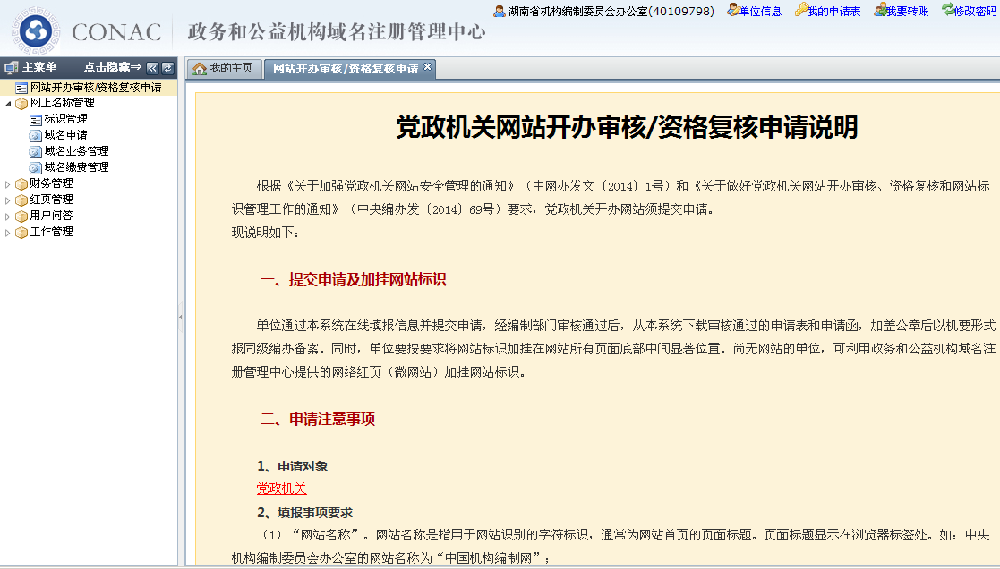 CONAC 政务和公益机构域名注册管理中心
湖南省机构编制委员会办公室(40109798) 单位信息 我的申请表 我要转账 修改密码
主菜单 点击隐藏⇒
我的主页 网站开办审核/资格复核申请 ×
网站开办审核/资格复核申请
网上名称管理
标识管理
域名申请
域名业务管理
域名缴费管理
财务管理
红页管理
用户问答
工作管理
党政机关网站开办审核/资格复核申请说明
根据《关于加强党政机关网站安全管理的通知》（中网办发文〔2014〕1号）和《关于做好党政机关网站开办审核、资格复核和网站标
识管理工作的通知》（中央编办发〔2014〕69号）要求，党政机关开办网站须提交申请。
现说明如下：
一、提交申请及加挂网站标识
单位通过本系统在线填报信息并提交申请，经编制部门审核通过后，从本系统下载审核通过的申请表和申请函，加盖公章后以机要形式
报同级编办备案。同时，单位要按要求将网站标识加挂在网站所有页面底部中间显著位置。尚无网站的单位，可利用政务和公益机构域名注
册管理中心提供的网络红页（微网站）加挂网站标识。
二、申请注意事项
1、申请对象
党政机关
2、填报事项要求
（1）“网站名称”。网站名称是指用于网站识别的字符标识，通常为网站首页的页面标题。页面标题显示在浏览器标签处。如：中央
机构编制委员会办公室的网站名称为“中国机构编制网”；